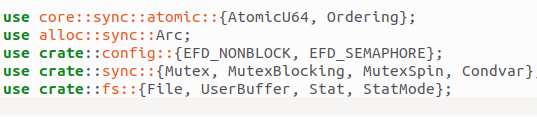 use core::sync::atomic::{AtomicU64, Ordering};
use alloc::sync::Arc;
use crate::config::{EFD_NONBLOCK, EFD_SEMAPHORE};
use crate::sync::{Mutex, MutexBlocking, MutexSpin, Condvar}
use crate::fs::{File, UserBuffer, Stat, StatMode};